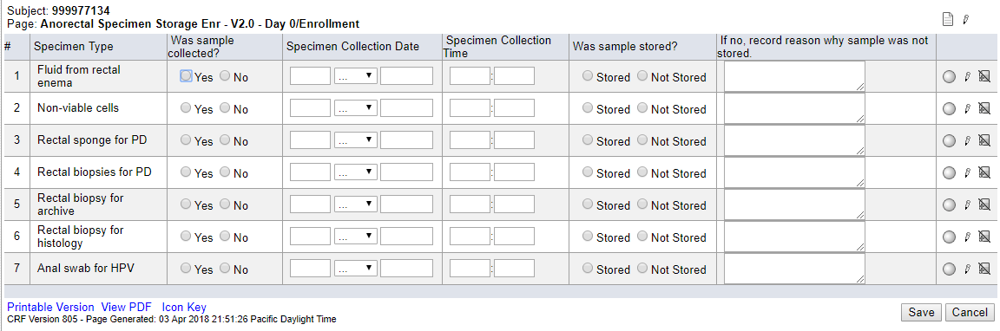 Subject: 999977134
Page: Anorectal Specimen Storage Enr - V2.0 - Day 0/Enrollment
# Specimen Type Was sample collected? Specimen Collection Date Specimen Collection Time Was sample stored? If no, record reason why sample was not stored.
1 Fluid from rectal enema Yes No ... : Stored Not Stored
2 Non-viable cells Yes No ... : Stored Not Stored
3 Rectal sponge for PD Yes No ... : Stored Not Stored
4 Rectal biopsies for PD Yes No ... : Stored Not Stored
5 Rectal biopsy for archive Yes No ... : Stored Not Stored
6 Rectal biopsy for histology Yes No ... : Stored Not Stored
7 Anal swab for HPV Yes No ... : Stored Not Stored
Printable Version View PDF Icon Key
CRF Version 805 - Page Generated: 03 Apr 2018 21:51:26 Pacific Daylight Time
Save Cancel